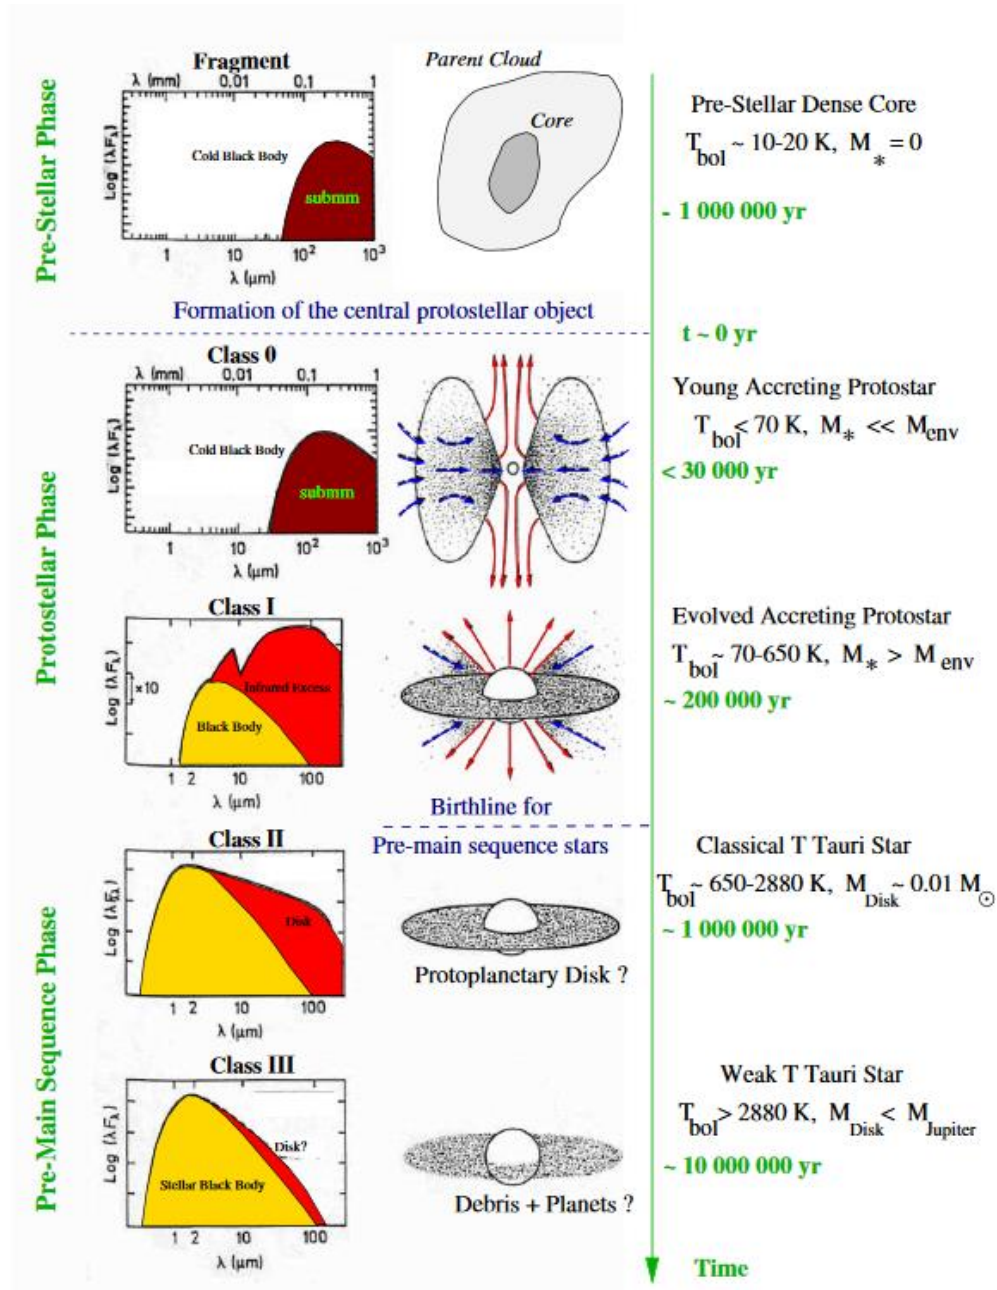 Pre-Stellar Phase
Fragment
λ (mm) 0.01 0.1 1
Log (λFλ)
Cold Black Body
submm
1 10 10² 10³
λ (μm)
Parent Cloud
Core
Pre-Stellar Dense Core
T_bol ~ 10-20 K, M_* = 0
- 1 000 000 yr
Formation of the central protostellar object
t ~ 0 yr
Protostellar Phase
Class 0
λ (mm) 0.01 0.1 1
Log (λFλ)
Cold Black Body
submm
1 10 10² 10³
λ (μm)
Young Accreting Protostar
T_bol < 70 K, M_* << M_env
< 30 000 yr
Class I
Log (λFλ)
×10
Infrared Excess
Black Body
1 2 10 100
λ (μm)
Evolved Accreting Protostar
T_bol ~ 70-650 K, M_* > M_env
~ 200 000 yr
Birthline for
Pre-main sequence stars
Pre-Main Sequence Phase
Class II
Log (λFλ)
Disk
1 2 10 100
λ (μm)
Protoplanetary Disk ?
Classical T Tauri Star
T_bol ~ 650-2880 K, M_Disk ~ 0.01 M_⊙
~ 1 000 000 yr
Class III
Log (λFλ)
Disk?
Stellar Black Body
1 2 10 100
λ (μm)
Debris + Planets ?
Weak T Tauri Star
T_bol > 2880 K, M_Disk < M_Jupiter
~ 10 000 000 yr
Time